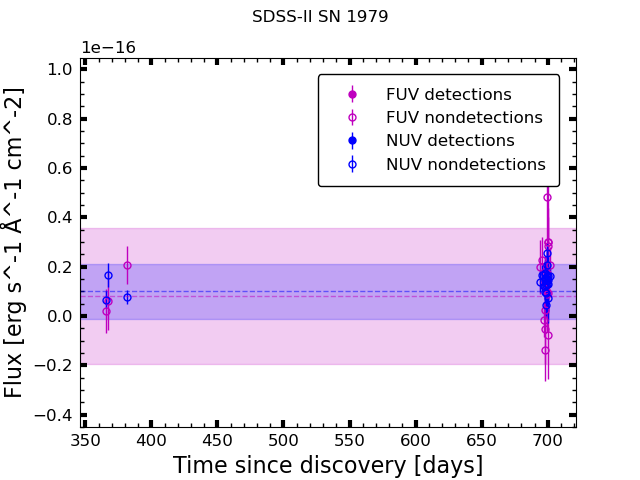 SDSS-II SN 1979
1e−16
FUV detections
FUV nondetections
NUV detections
NUV nondetections
1.0
0.8
0.6
0.4
0.2
0.0
−0.2
−0.4
Flux [erg s^-1 Å^-1 cm^-2]
350 400 450 500 550 600 650 700
Time since discovery [days]